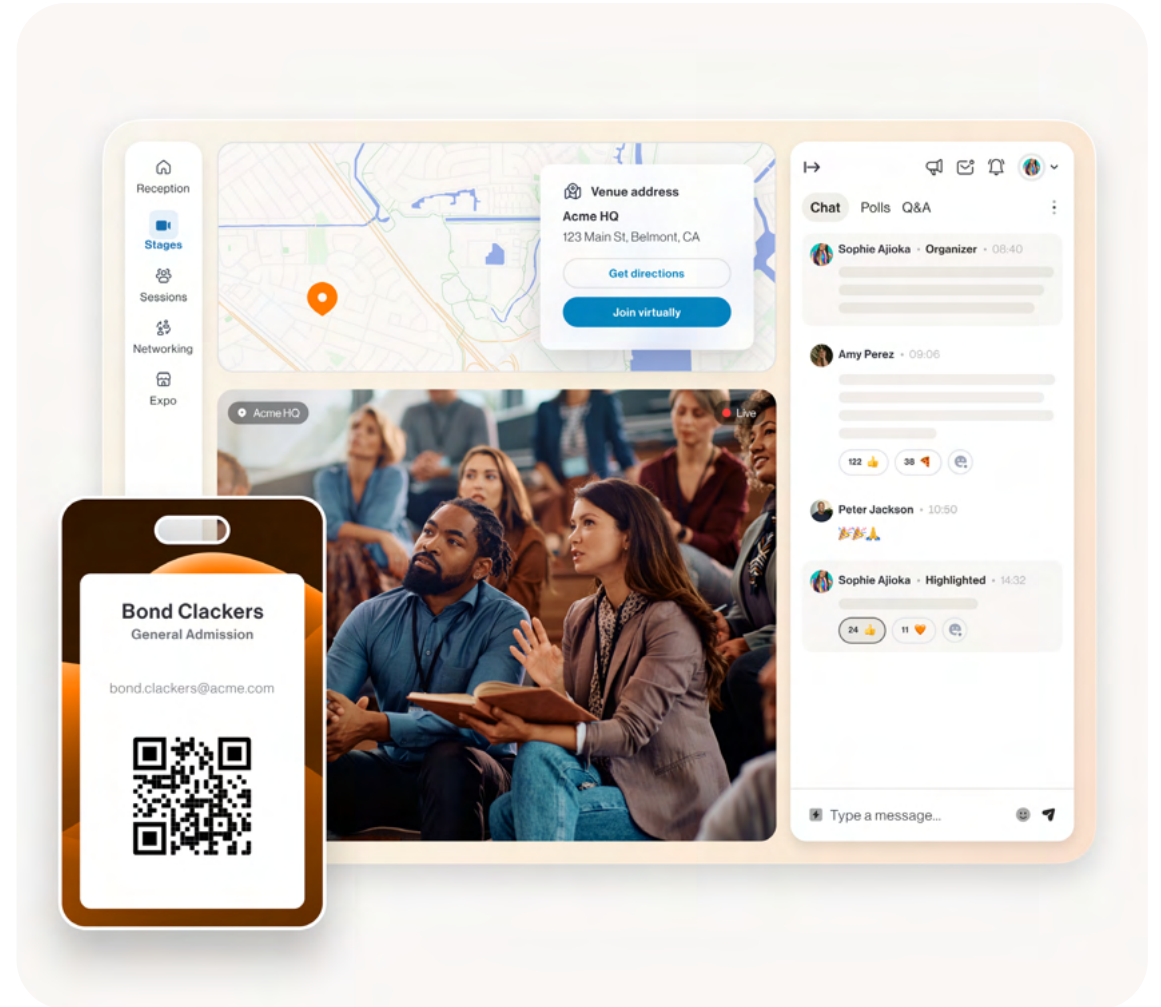 Reception
Stages
Sessions
Networking
Expo
Venue address
Acme HQ
123 Main St, Belmont, CA
Get directions
Join virtually
Acme HQ
Live
Bond Clackers
General Admission
bond.clackers@acme.com
Chat Polls Q&A
Sophie Ajioka • Organizer • 08:40
Amy Perez • 09:06
122 👍 38 🍕
Peter Jackson • 10:50
🎉🎉🙏
Sophie Ajioka • Highlighted • 14:32
24 👍 11 🧡
Type a message...